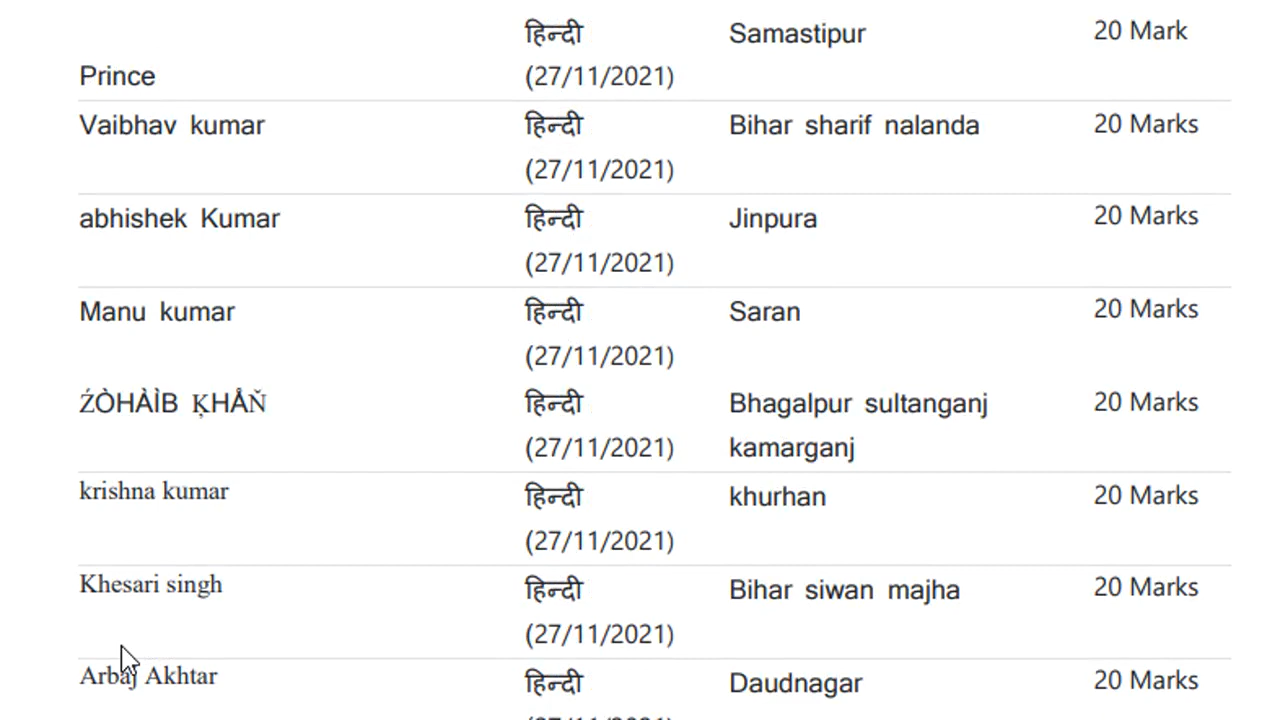 हिन्दी Samastipur 20 Mark
Prince (27/11/2021)
Vaibhav kumar हिन्दी Bihar sharif nalanda 20 Marks
(27/11/2021)
abhishek Kumar हिन्दी Jinpura 20 Marks
(27/11/2021)
Manu kumar हिन्दी Saran 20 Marks
(27/11/2021)
ŹÒHÀÌB ĶHÅŇ हिन्दी Bhagalpur sultanganj 20 Marks
(27/11/2021) kamarganj
krishna kumar हिन्दी khurhan 20 Marks
(27/11/2021)
Khesari singh हिन्दी Bihar siwan majha 20 Marks
(27/11/2021)
Arbaj Akhtar हिन्दी Daudnagar 20 Marks